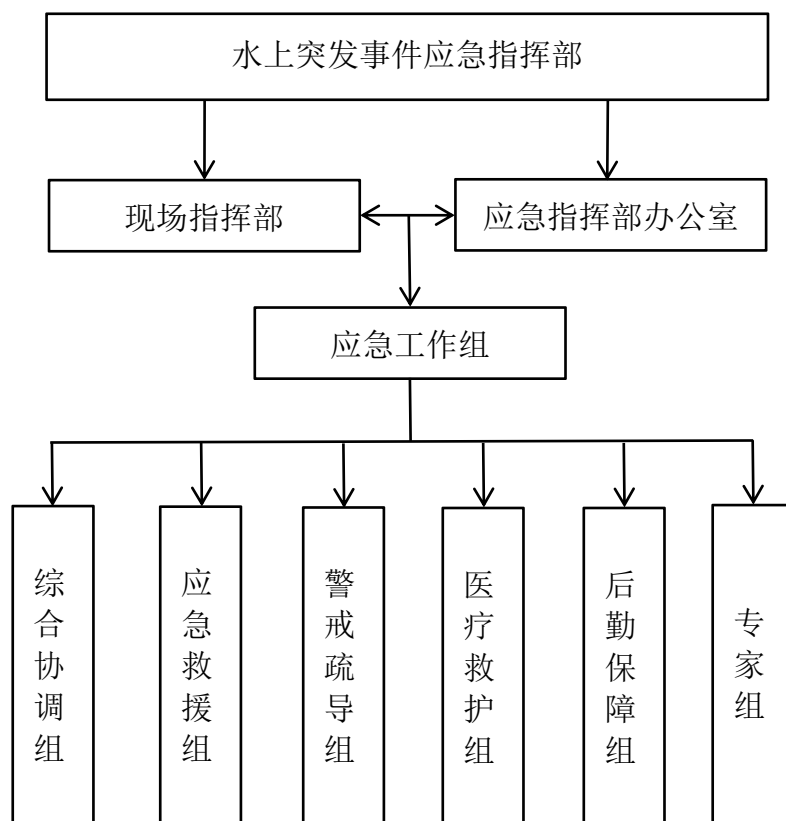 水上突发事件应急指挥部
现场指挥部
应急指挥部办公室
应急工作组
综合协调组
应急救援组
警戒疏导组
医疗救护组
后勤保障组
专家组